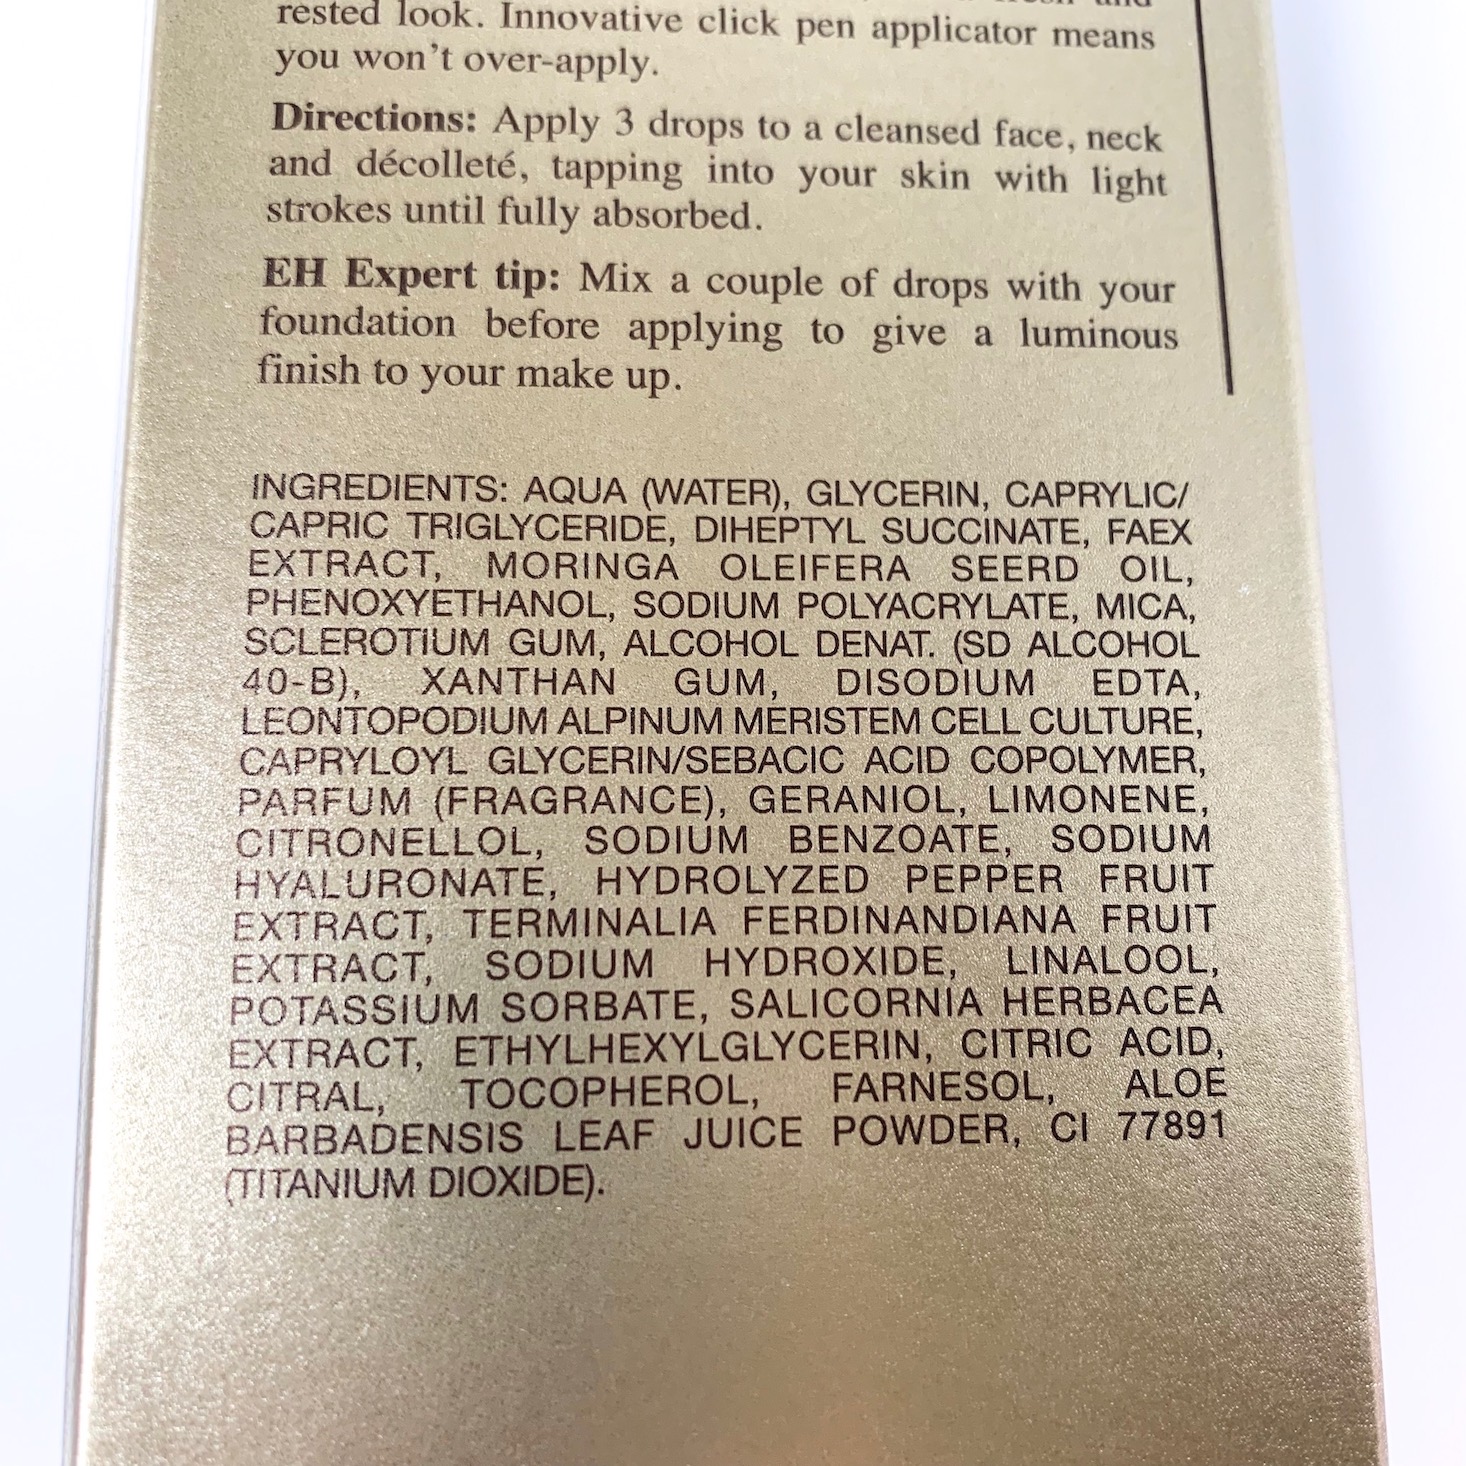 rested look. Innovative click pen applicator means
you won't over-apply.
Directions: Apply 3 drops to a cleansed face, neck
and décolleté, tapping into your skin with light
strokes until fully absorbed.
EH Expert tip: Mix a couple of drops with your
foundation before applying to give a luminous
finish to your make up.
INGREDIENTS: AQUA (WATER), GLYCERIN, CAPRYLIC/
CAPRIC TRIGLYCERIDE, DIHEPTYL SUCCINATE, FAEX
EXTRACT, MORINGA OLEIFERA SEERD OIL,
PHENOXYETHANOL, SODIUM POLYACRYLATE, MICA,
SCLEROTIUM GUM, ALCOHOL DENAT. (SD ALCOHOL
40-B), XANTHAN GUM, DISODIUM EDTA,
LEONTOPODIUM ALPINUM MERISTEM CELL CULTURE,
CAPRYLOYL GLYCERIN/SEBACIC ACID COPOLYMER,
PARFUM (FRAGRANCE), GERANIOL, LIMONENE,
CITRONELLOL, SODIUM BENZOATE, SODIUM
HYALURONATE, HYDROLYZED PEPPER FRUIT
EXTRACT, TERMINALIA FERDINANDIANA FRUIT
EXTRACT, SODIUM HYDROXIDE, LINALOOL,
POTASSIUM SORBATE, SALICORNIA HERBACEA
EXTRACT, ETHYLHEXYLGLYCERIN, CITRIC ACID,
CITRAL, TOCOPHEROL, FARNESOL, ALOE
BARBADENSIS LEAF JUICE POWDER, CI 77891
(TITANIUM DIOXIDE).